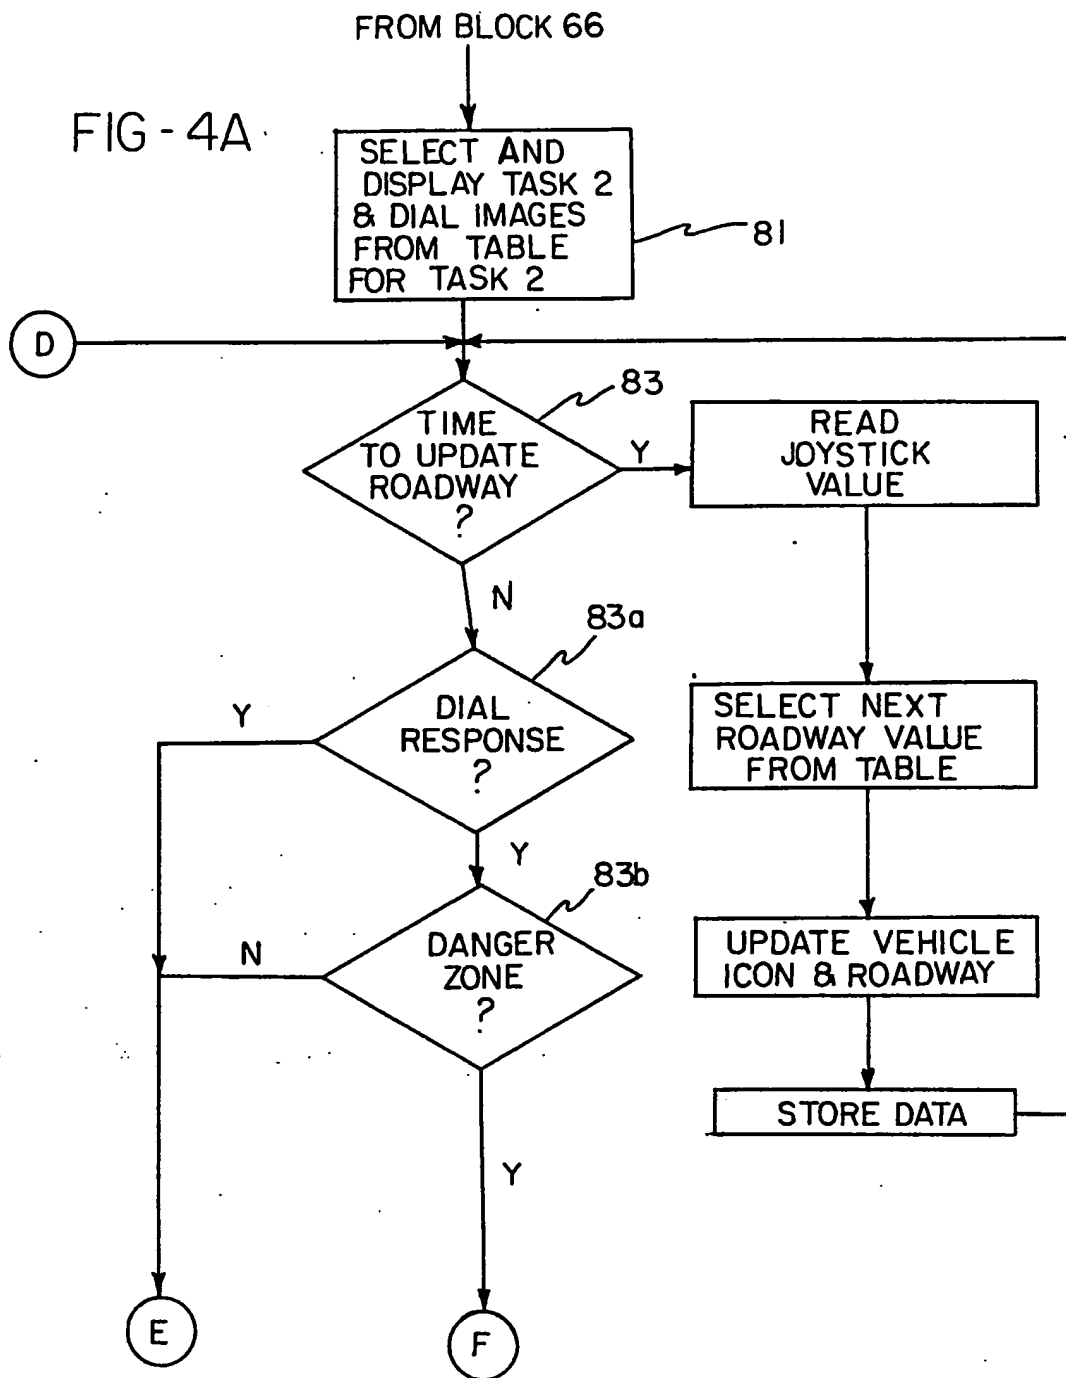 FROM BLOCK 66
FIG-4A
SELECT AND
DISPLAY TASK 2
& DIAL IMAGES
FROM TABLE
FOR TASK 2
81
D
83
TIME
TO UPDATE
ROADWAY
?
Y
READ
JOYSTICK
VALUE
N
83a
DIAL
RESPONSE
?
Y
SELECT NEXT
ROADWAY VALUE
FROM TABLE
Y
83b
DANGER
ZONE
?
N
UPDATE VEHICLE
ICON & ROADWAY
STORE DATA
Y
E
F